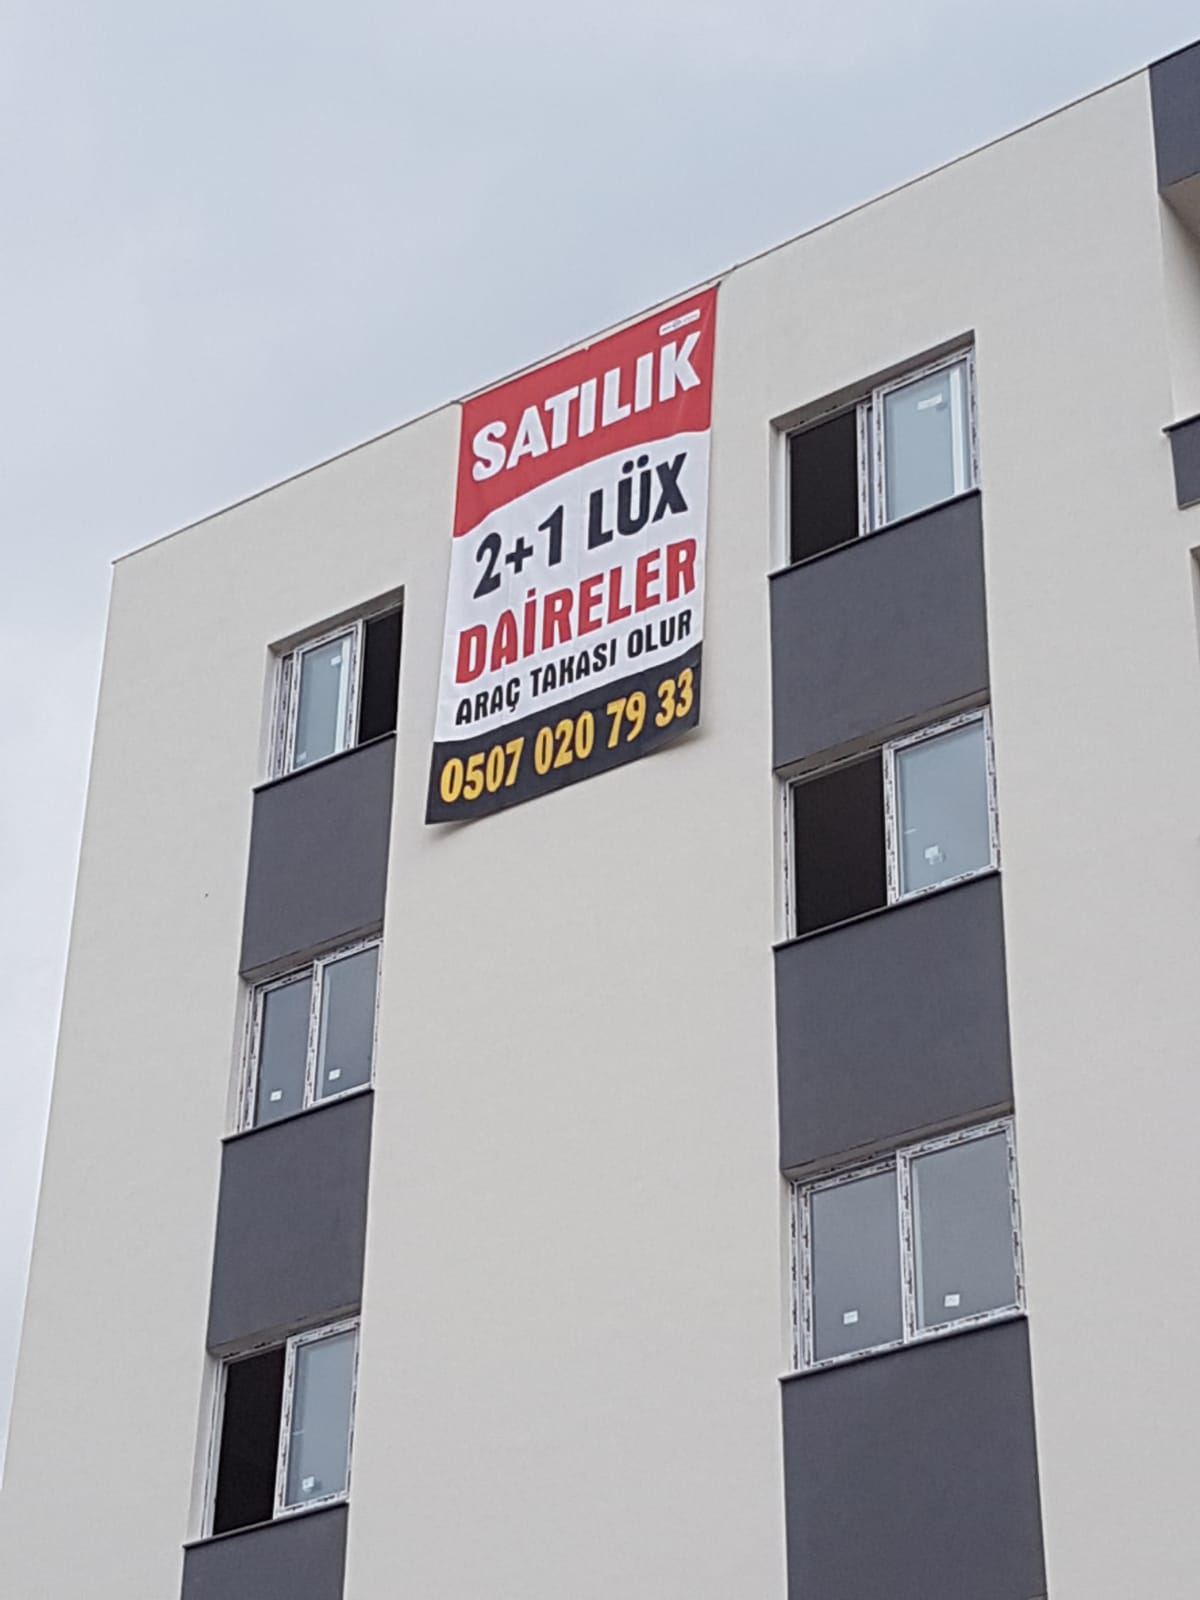 SATILIK
2+1 LÜX
DAİRELER
ARAÇ TAKASI OLUR
0507 020 79 33